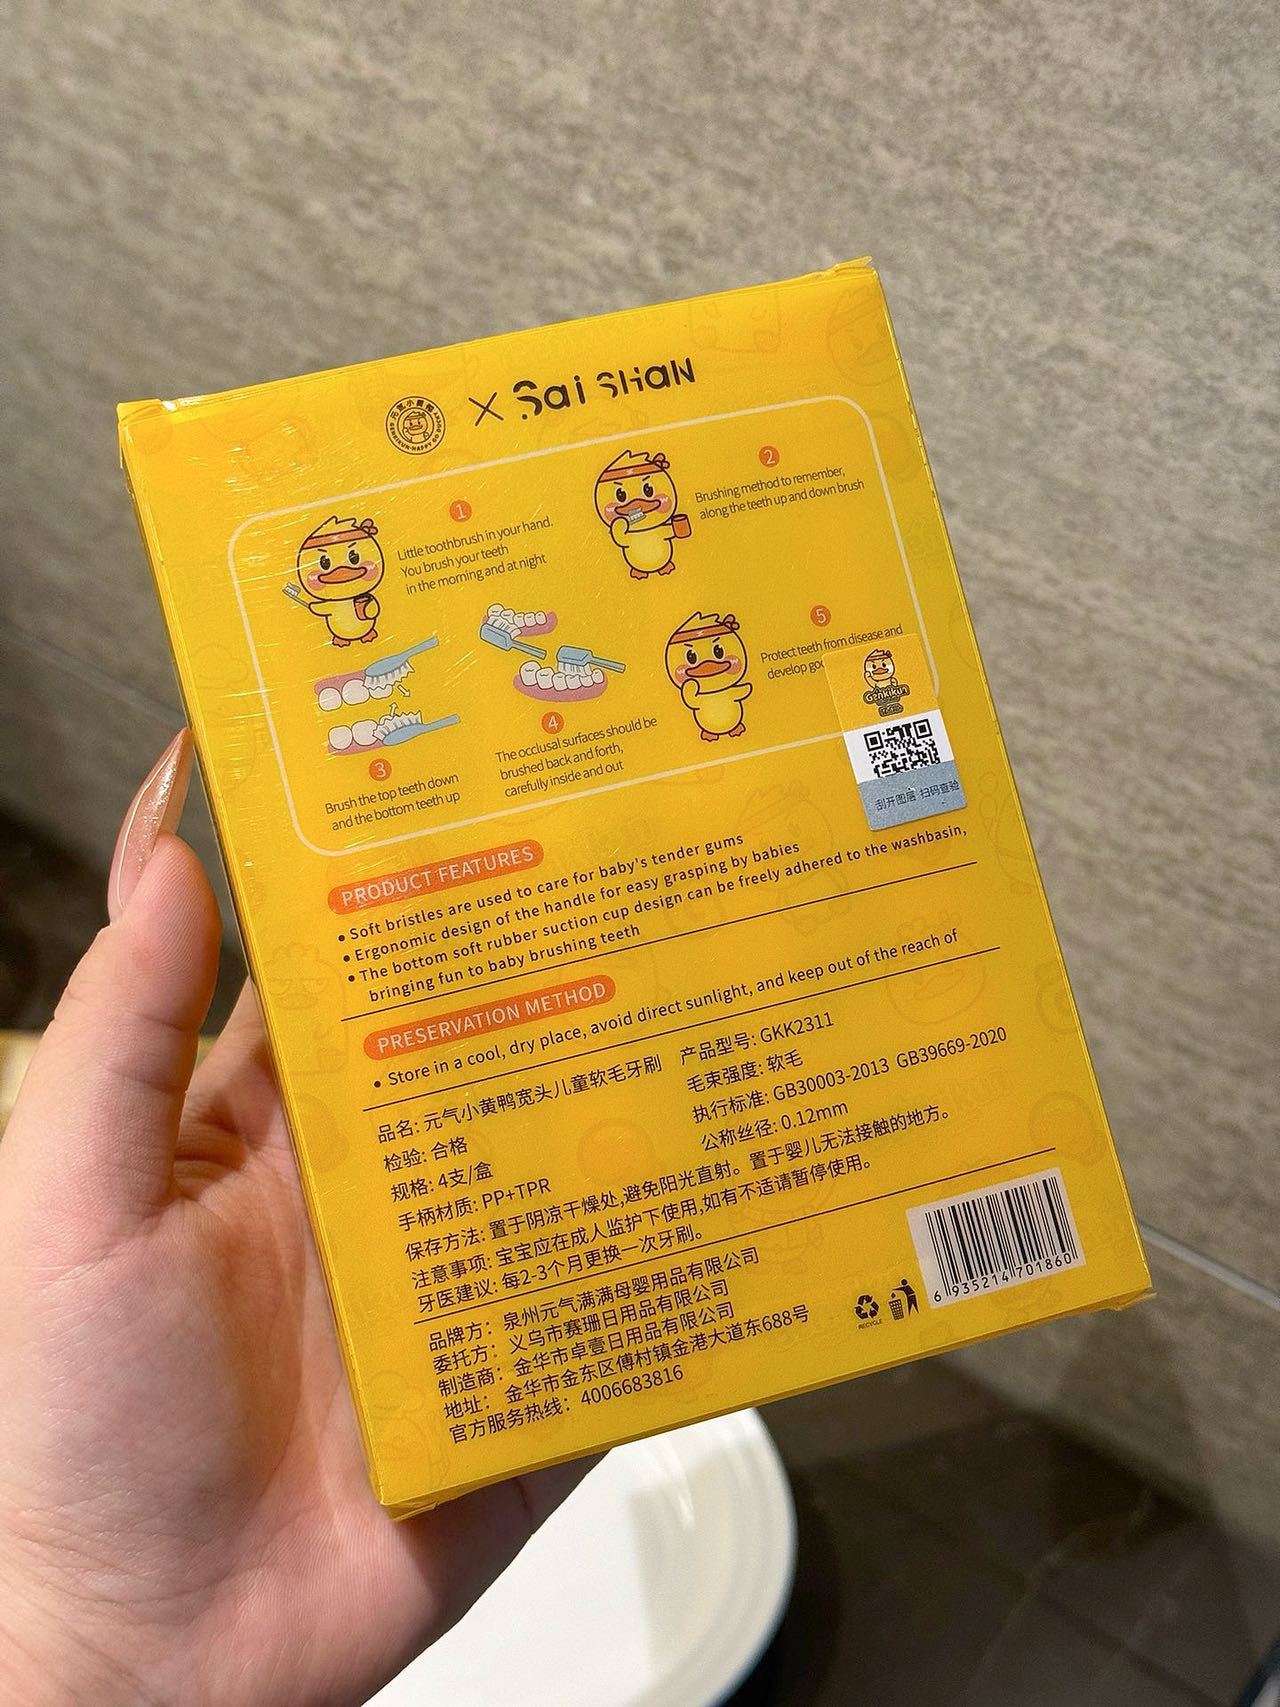 元气小黄鸭
GENKIKUN·HAPPY GO DUCKY
× Sai SHaN
1
Little toothbrush in your hand.
You brush your teeth
in the morning and at night
2
Brushing method to remember,
along the teeth up and down brush
3
Brush the top teeth down
and the bottom teeth up
4
The occlusal surfaces should be
brushed back and forth,
carefully inside and out
5
Protect teeth from disease and
develop
Genkikun
刮开图层 扫码查验
PRODUCT FEATURES
• Soft bristles are used to care for baby's tender gums
• Ergonomic design of the handle for easy grasping by babies
• The bottom soft rubber suction cup design can be freely adhered to the washbasin,
bringing fun to baby brushing teeth
PRESERVATION METHOD
• Store in a cool, dry place, avoid direct sunlight, and keep out of the reach of
品名: 元气小黄鸭宽头儿童软毛牙刷
产品型号: GKK2311
检验: 合格
毛束强度: 软毛
规格: 4支/盒
执行标准: GB30003-2013 GB39669-2020
手柄材质: PP+TPR
公称丝径: 0.12mm
保存方法: 置于阴凉干燥处,避免阳光直射。置于婴儿无法接触的地方。
注意事项: 宝宝应在成人监护下使用,如有不适请暂停使用。
牙医建议: 每2-3个月更换一次牙刷。
品牌方: 泉州元气满满母婴用品有限公司
委托方: 义乌市赛珊日用品有限公司
制造商: 金华市卓壹日用品有限公司
地址: 金华市金东区傅村镇金港大道东688号
官方服务热线: 4006683816
RECYCLE
6 935214 701860